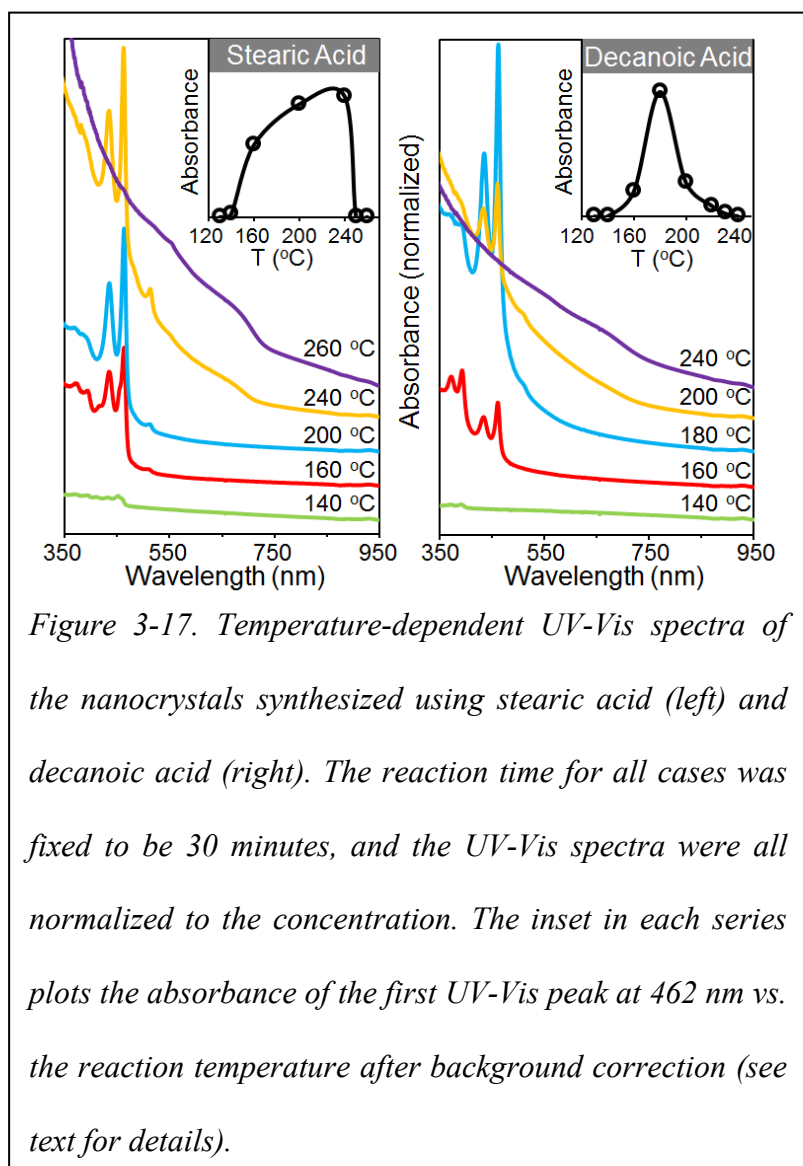 Stearic Acid
Absorbance
120 160 200 240
T (°C)
260 °C
240 °C
200 °C
160 °C
140 °C
350 550 750 950
Wavelength (nm)
Absorbance (normalized)
Decanoic Acid
Absorbance
120 160 200 240
T (°C)
240 °C
200 °C
180 °C
160 °C
140 °C
350 550 750 950
Wavelength (nm)
Figure 3-17. Temperature-dependent UV-Vis spectra of
the nanocrystals synthesized using stearic acid (left) and
decanoic acid (right). The reaction time for all cases was
fixed to be 30 minutes, and the UV-Vis spectra were all
normalized to the concentration. The inset in each series
plots the absorbance of the first UV-Vis peak at 462 nm vs.
the reaction temperature after background correction (see
text for details).